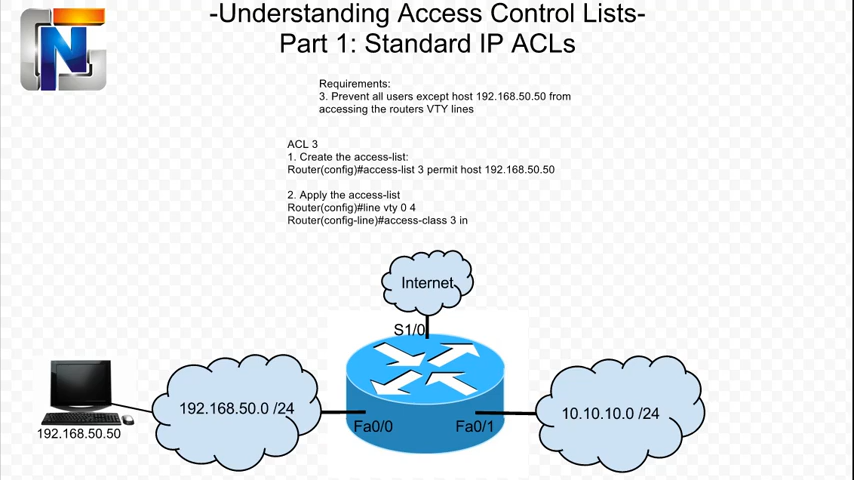 -Understanding Access Control Lists-
Part 1: Standard IP ACLs
N
Requirements:
3. Prevent all users except host 192.168.50.50 from
accessing the routers VTY lines
ACL 3
1. Create the access-list:
Router(config)#access-list 3 permit host 192.168.50.50
2. Apply the access-list
Router(config)#line vty 0 4
Router(config-line)#access-class 3 in
Internet
S1/0
192.168.50.0 /24
Fa0/0
Fa0/1
10.10.10.0 /24
192.168.50.50